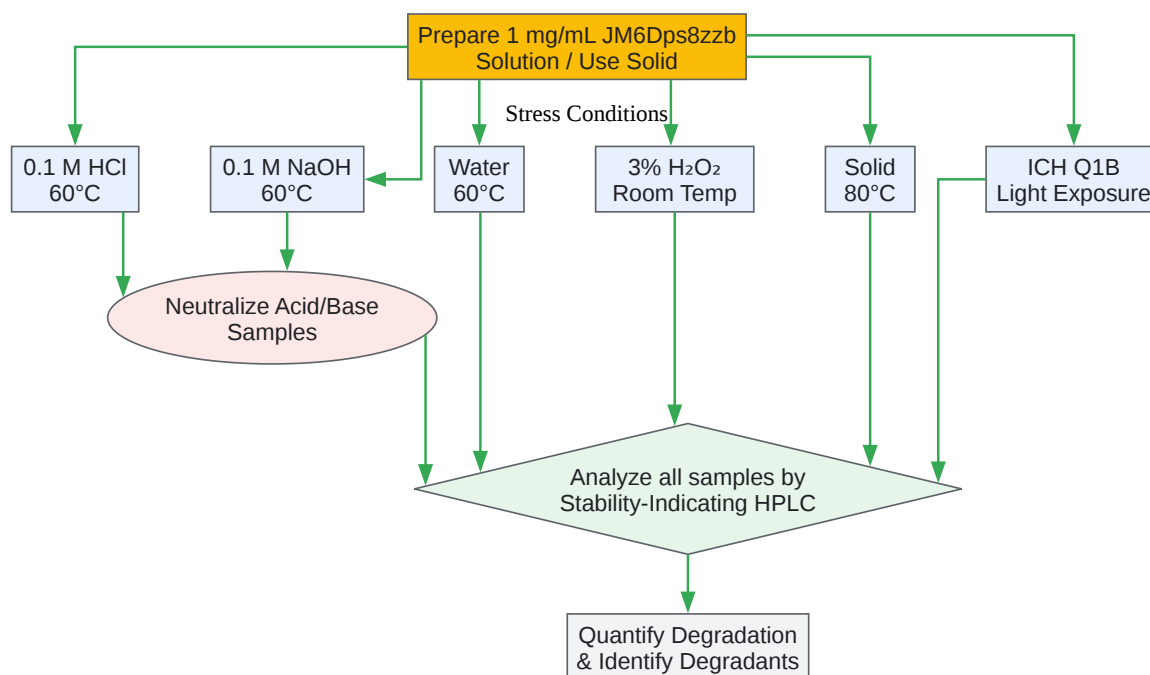 Prepare 1 mg/mL JM6Dps8zzb
Solution / Use Solid
Stress Conditions
0.1 M HCl
60°C
0.1 M NaOH
60°C
Water
60°C
3% H₂O₂
Room Temp
Solid
80°C
ICH Q1B
Light Exposure
Neutralize Acid/Base
Samples
Analyze all samples by
Stability-Indicating HPLC
Quantify Degradation
& Identify Degradants